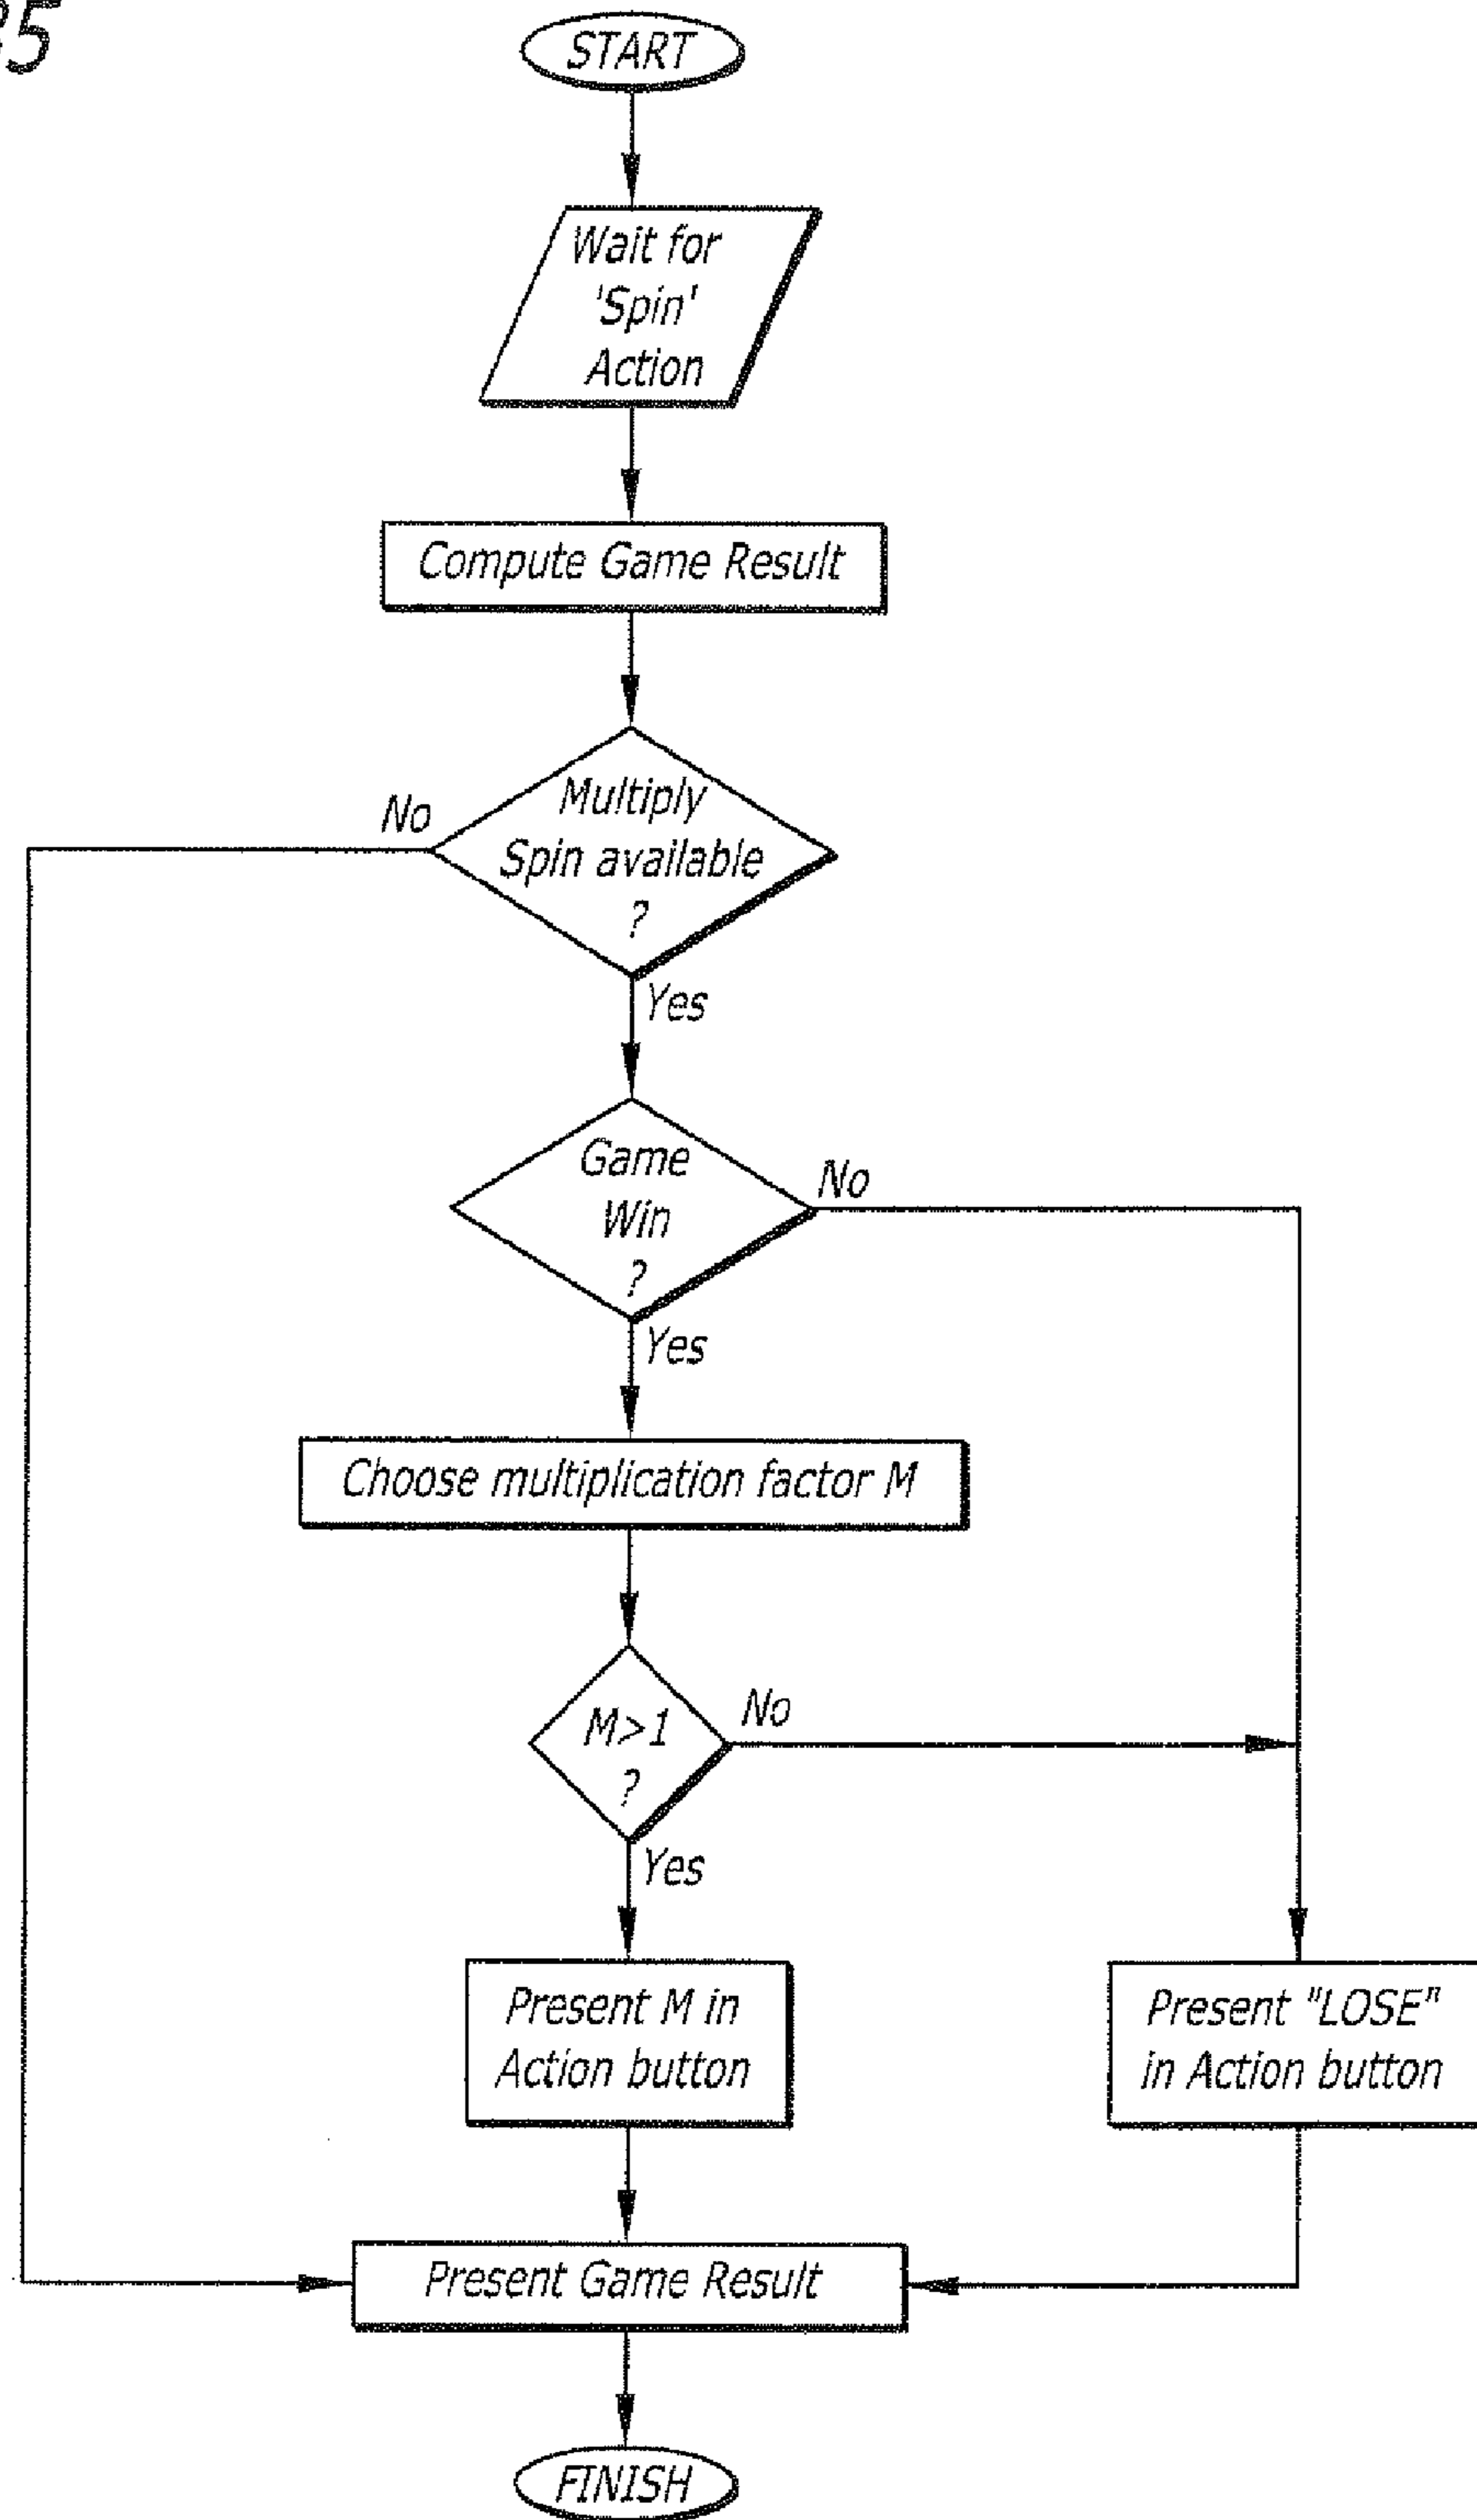 START
Wait for
'Spin'
Action
Compute Game Result
Multiply
Spin available
?
No
Yes
Game
Win
?
No
Yes
Choose multiplication factor M
M>1
?
No
Yes
Present M in
Action button
Present "LOSE"
in Action button
Present Game Result
FINISH